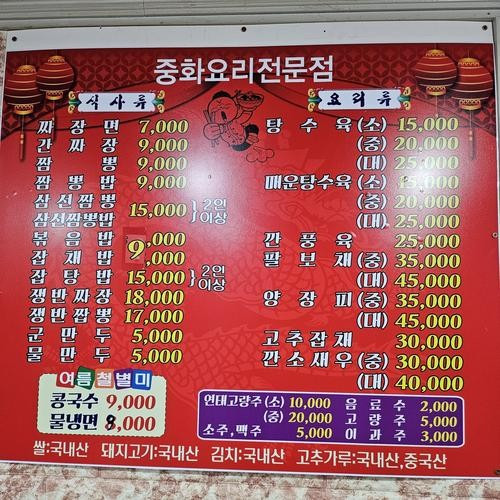 중화요리전문점
식사류
짜장면 7,000
간짜장 9,000
짬뽕 9,000
짬뽕밥 9,000
삼선짬뽕
삼선짬뽕밥 15,000 } 2인 이상
볶음밥 9,000
잡채밥 9,000
잡탕밥 15,000 } 2인 이상
쟁반짜장 18,000
쟁반짬뽕 17,000
군만두 5,000
물만두 5,000
여름철별미
콩국수 9,000
물냉면 8,000
요리류
탕수육 (소) 15,000
(중) 20,000
(대) 25,000
매운탕수육 (소) 15,000
(중) 20,000
(대) 25,000
깐풍육 25,000
팔보채 (중) 35,000
(대) 45,000
양장피 (중) 35,000
(대) 45,000
고추잡채 30,000
깐소새우 (중) 30,000
(대) 40,000
연태고량주 (소) 10,000 음료수 2,000
(중) 20,000 고량주 5,000
소주,맥주 5,000 이과주 3,000
쌀:국내산 돼지고기:국내산 김치:국내산 고추가루:국내산,중국산